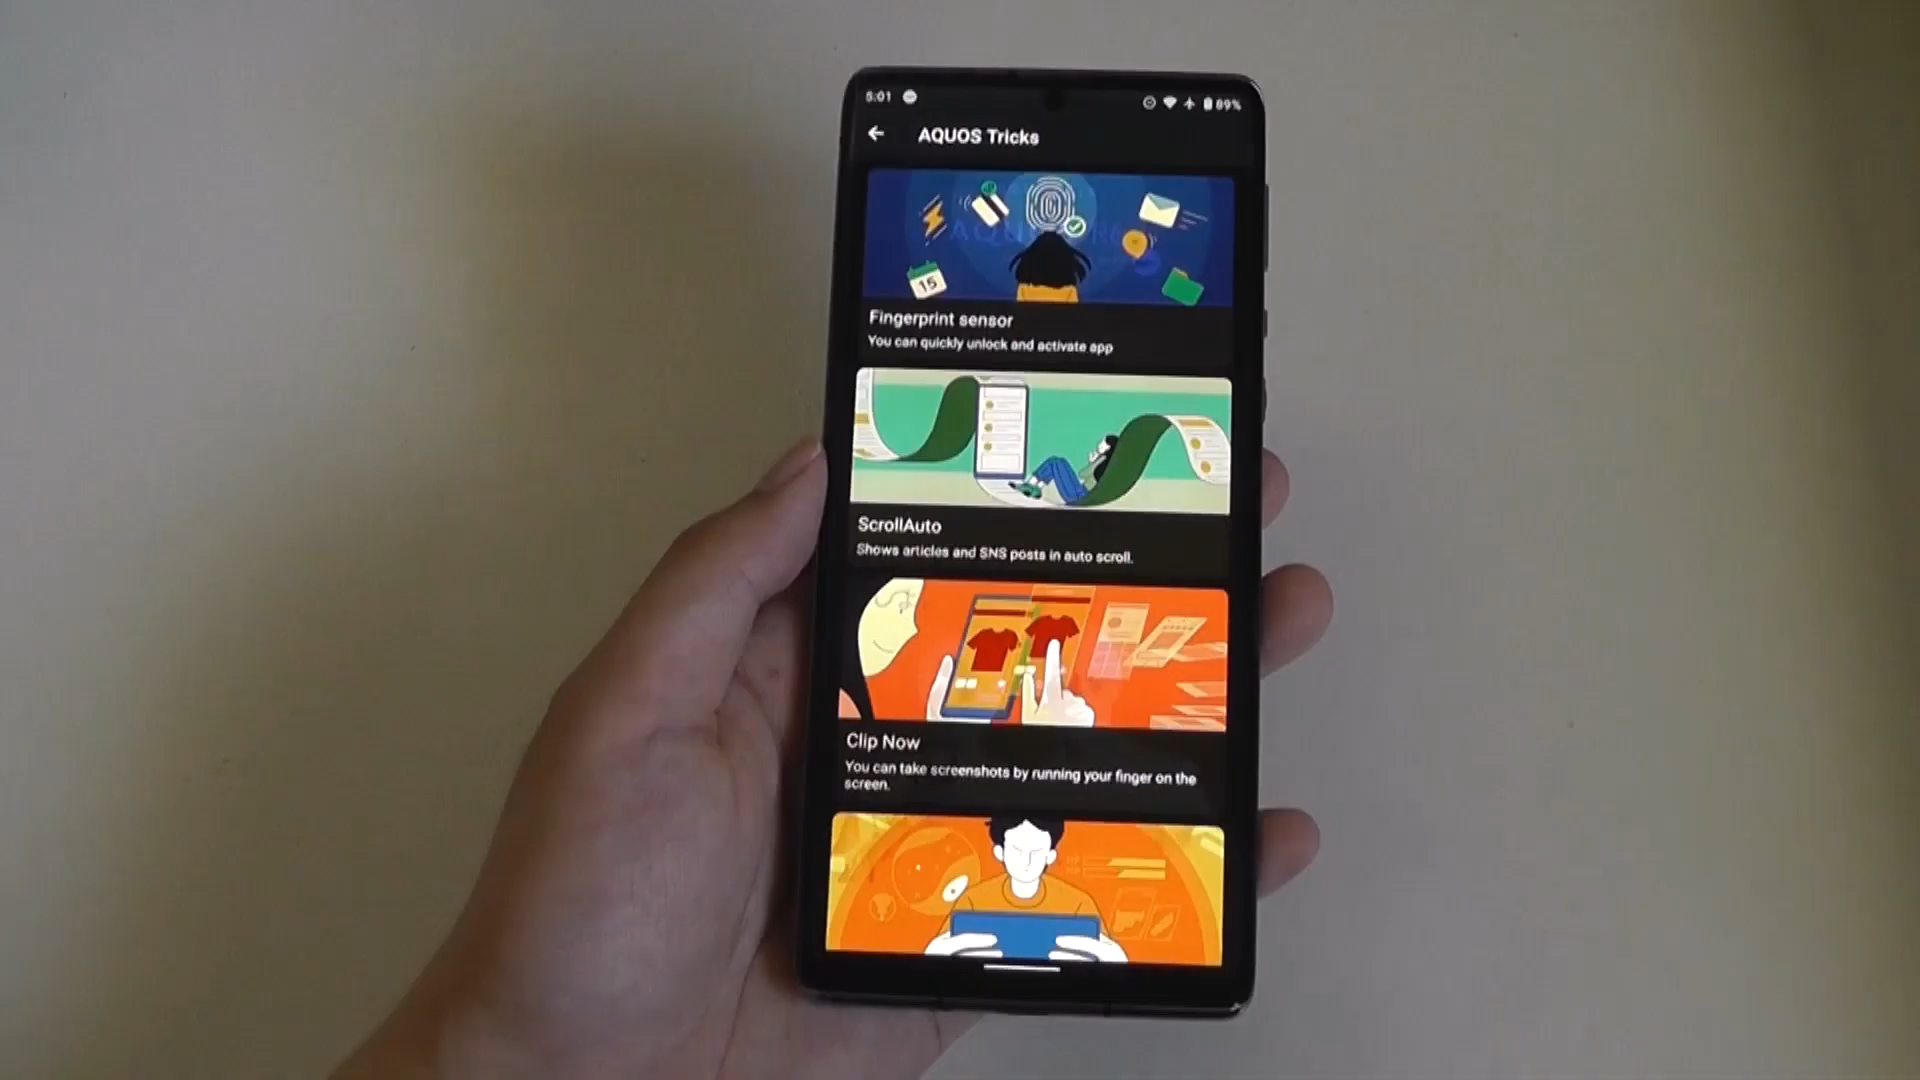 5:01
89%
AQUOS Tricks
15
Fingerprint sensor
You can quickly unlock and activate app
ScrollAuto
Shows articles and SNS posts in auto scroll.
Clip Now
You can take screenshots by running your finger on the
screen.